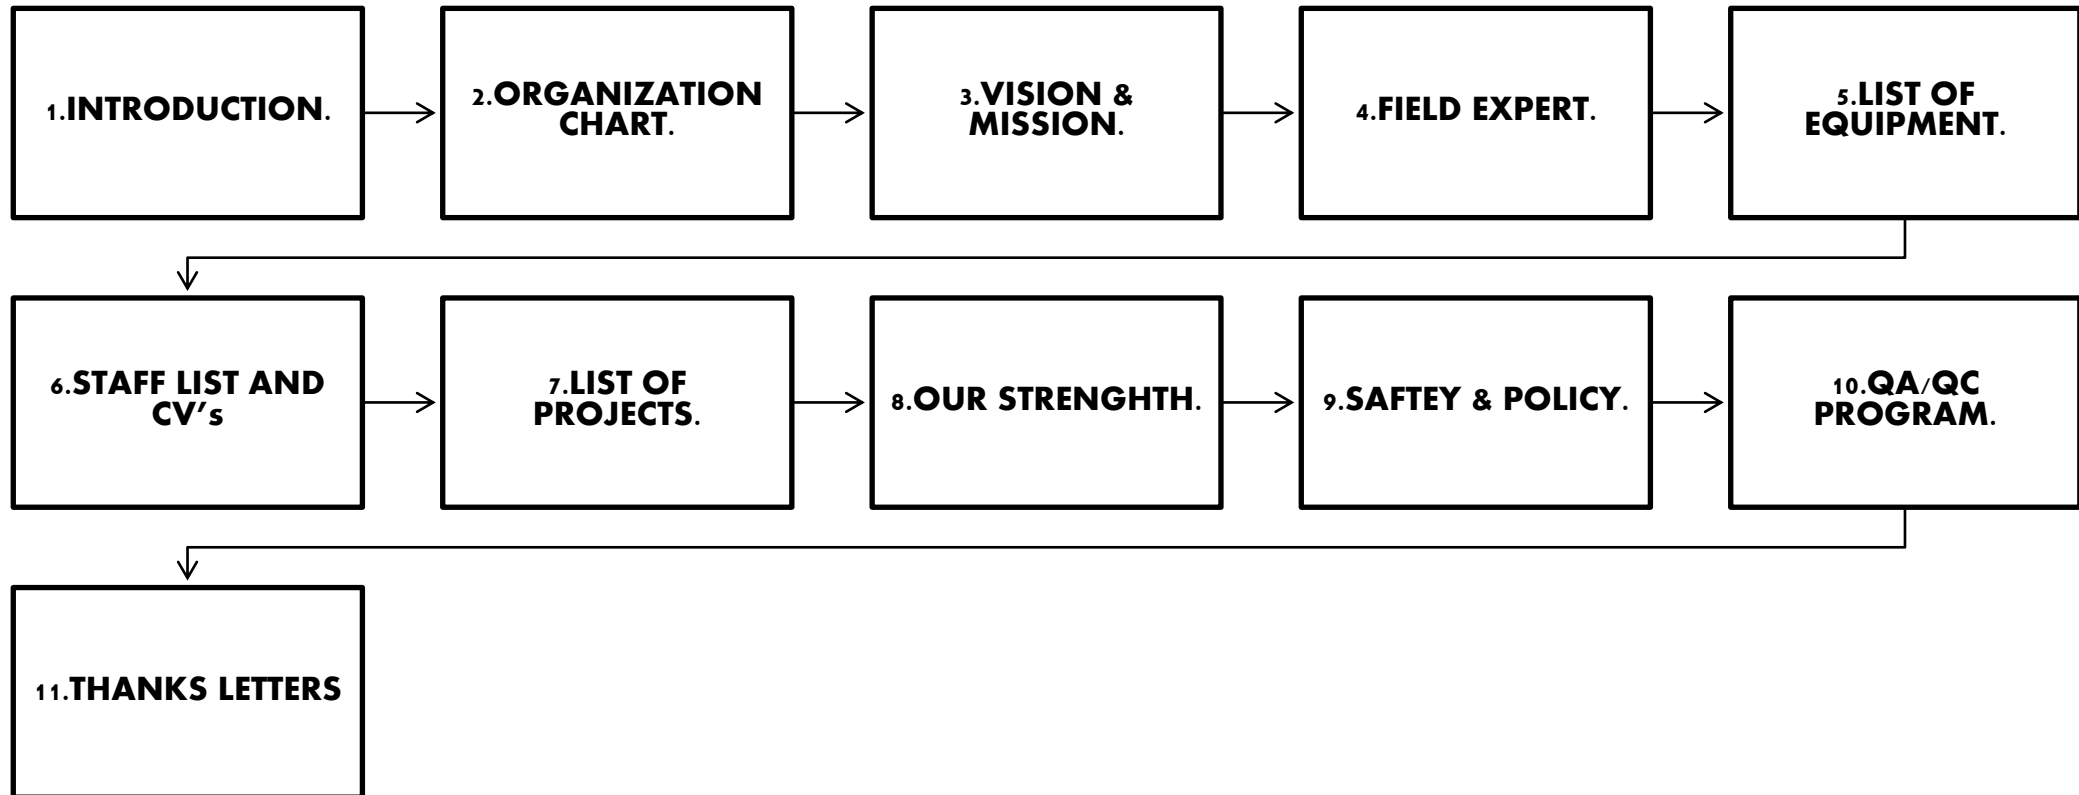 1.INTRODUCTION.
2.ORGANIZATION
CHART.
3.VISION &
MISSION.
4.FIELD EXPERT.
5.LIST OF
EQUIPMENT.
6.STAFF LIST AND
CV's
7.LIST OF
PROJECTS.
8.OUR STRENGHTH.
9.SAFTEY & POLICY.
10.QA/QC
PROGRAM.
11.THANKS LETTERS